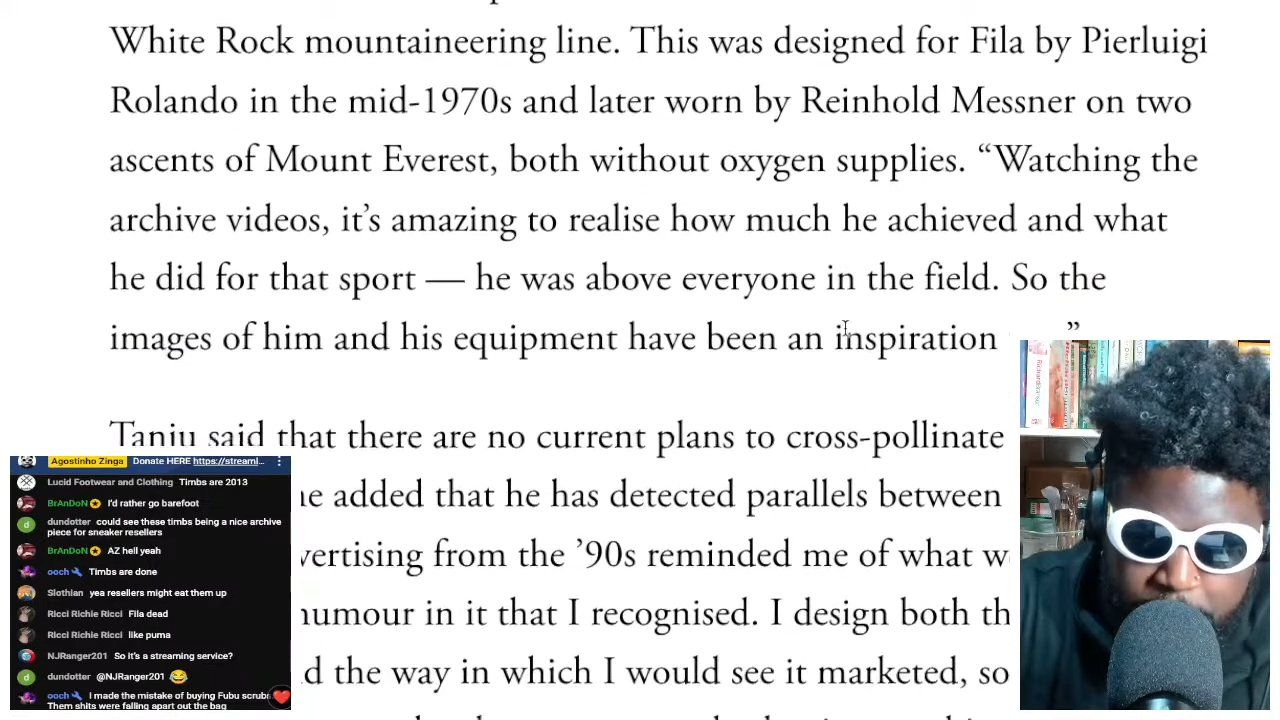 White Rock mountaineering line. This was designed for Fila by Pierluigi
Rolando in the mid-1970s and later worn by Reinhold Messner on two
ascents of Mount Everest, both without oxygen supplies. “Watching the
archive videos, it’s amazing to realise how much he achieved and what
he did for that sport — he was above everyone in the field. So the
images of him and his equipment have been an inspiration ”
Taniu said that there are no current plans to cross-pollinate
he added that he has detected parallels between
vertising from the ’90s reminded me of what w
humour in it that I recognised. I design both th
d the way in which I would see it marketed, so
Agostinho Zinga Donate HERE https://streaml...
Lucid Footwear and Clothing Timbs are 2013
BrAnDoN I'd rather go barefoot
dundotter could see these timbs being a nice archive
piece for sneaker resellers
BrAnDoN AZ hell yeah
ooch Timbs are done
Slothian yea resellers might eat them up
Ricci Richie Ricci Fila dead
Ricci Richie Ricci like puma
NJRanger201 So it's a streaming service?
dundotter @NJRanger201
ooch I made the mistake of buying Fubu scrubs
Them shits were falling apart out the bag